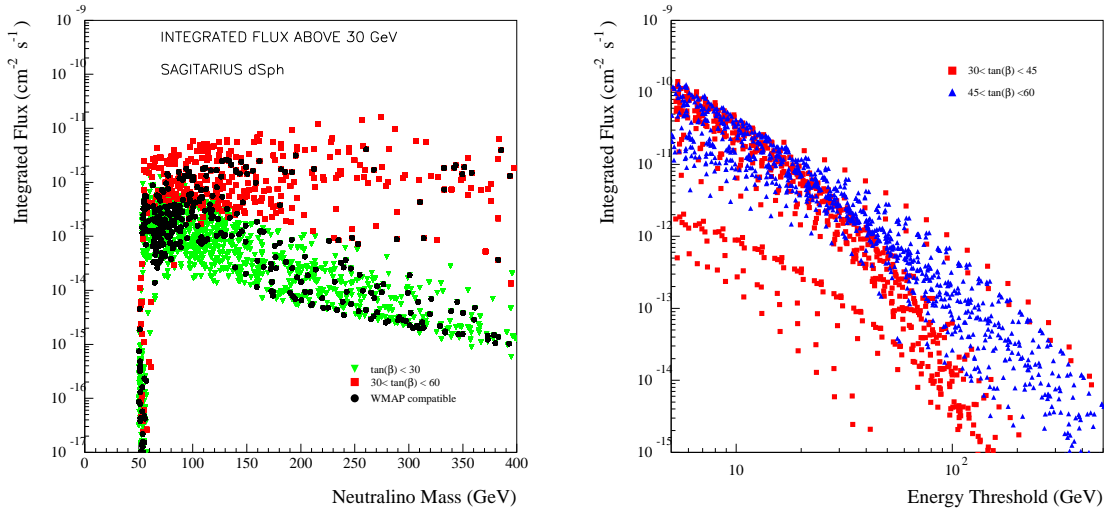 INTEGRATED FLUX ABOVE 30 GeV
SAGITARIUS dSph
Integrated Flux (cm⁻² s⁻¹)
10⁻⁹
10⁻¹⁰
10⁻¹¹
10⁻¹²
10⁻¹³
10⁻¹⁴
10⁻¹⁵
10⁻¹⁶
10⁻¹⁷
tan(β) < 30
30< tan(β) < 60
WMAP compatible
0 50 100 150 200 250 300 350 400
Neutralino Mass (GeV)
Integrated Flux (cm⁻² s⁻¹)
10⁻⁹
10⁻¹⁰
10⁻¹¹
10⁻¹²
10⁻¹³
10⁻¹⁴
10⁻¹⁵
30< tan(β) < 45
45< tan(β) <60
10 10²
Energy Threshold (GeV)